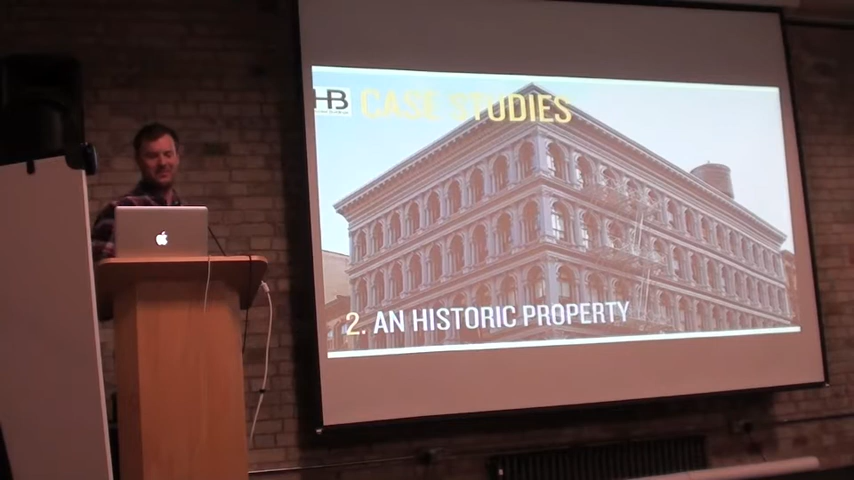 HB
CASE STUDIES
2. AN HISTORIC PROPERTY